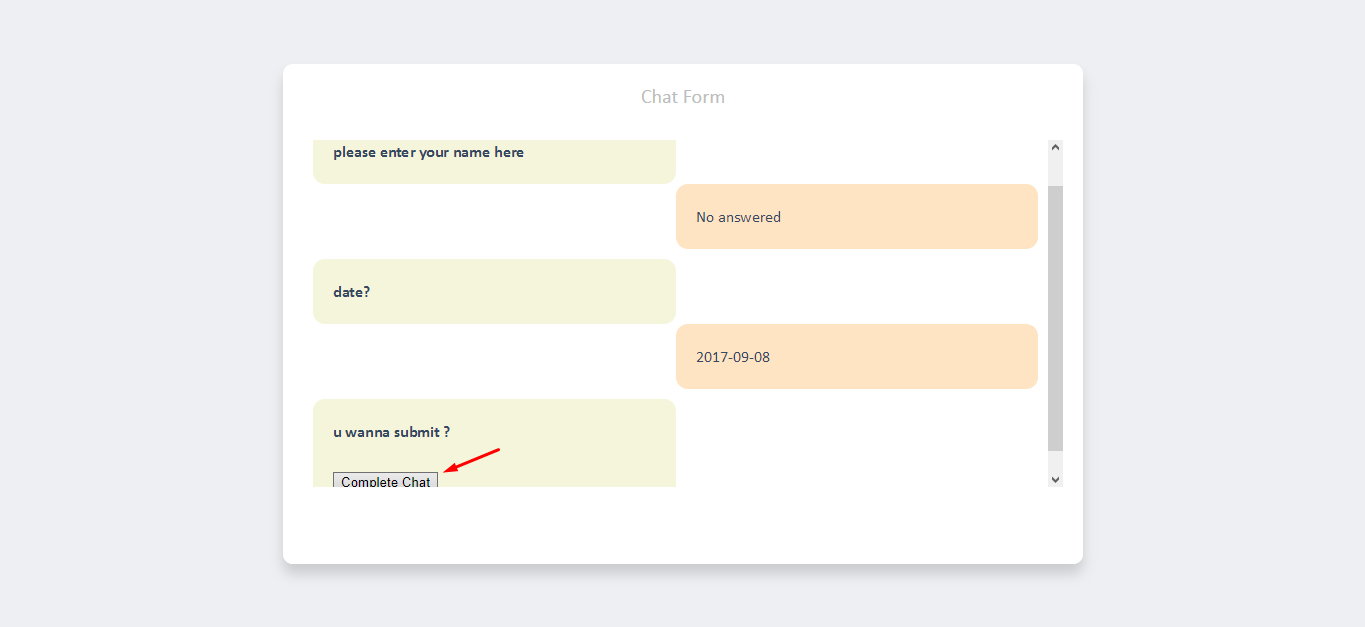 Chat Form
please enter your name here
No answered
date?
2017-09-08
u wanna submit ?
Complete Chat